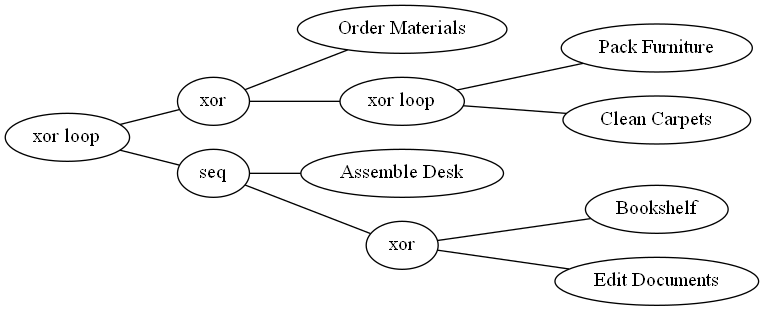 Order Materials
Pack Furniture
xor
xor loop
Clean Carpets
xor loop
seq
Assemble Desk
Bookshelf
xor
Edit Documents